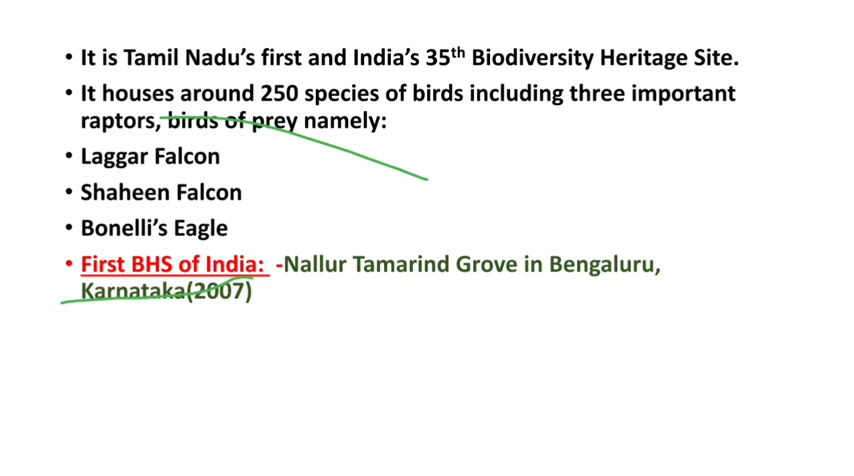 • It is Tamil Nadu’s first and India’s 35th Biodiversity Heritage Site.
• It houses around 250 species of birds including three important
raptors, birds of prey namely:
• Laggar Falcon
• Shaheen Falcon
• Bonelli’s Eagle
• First BHS of India: -Nallur Tamarind Grove in Bengaluru,
Karnataka(2007)